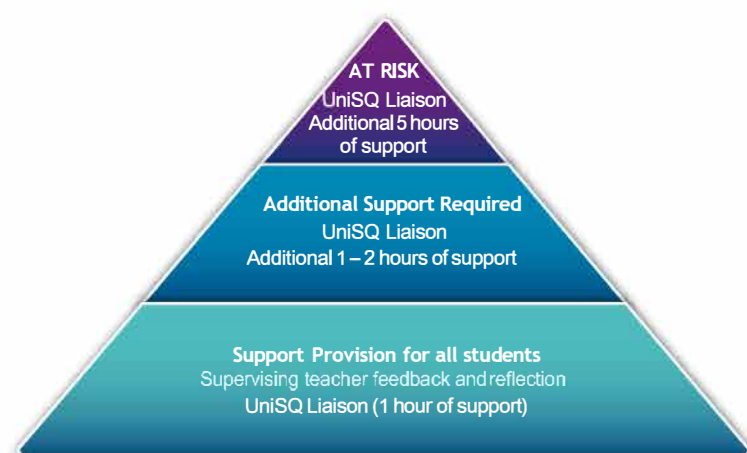 AT RISK
UniSQ Liaison
Additional 5 hours
of support
Additional Support Required
UniSQ Liaison
Additional 1 – 2 hours of support
Support Provision for all students
Supervising teacher feedback and reflection
UniSQ Liaison (1 hour of support)